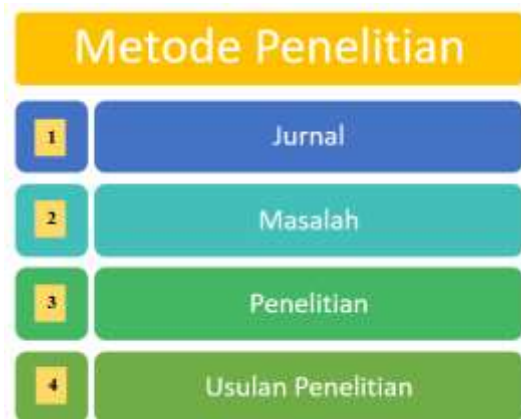 Metode Penelitian
1 Jurnal
2 Masalah
3 Penelitian
4 Usulan Penelitian